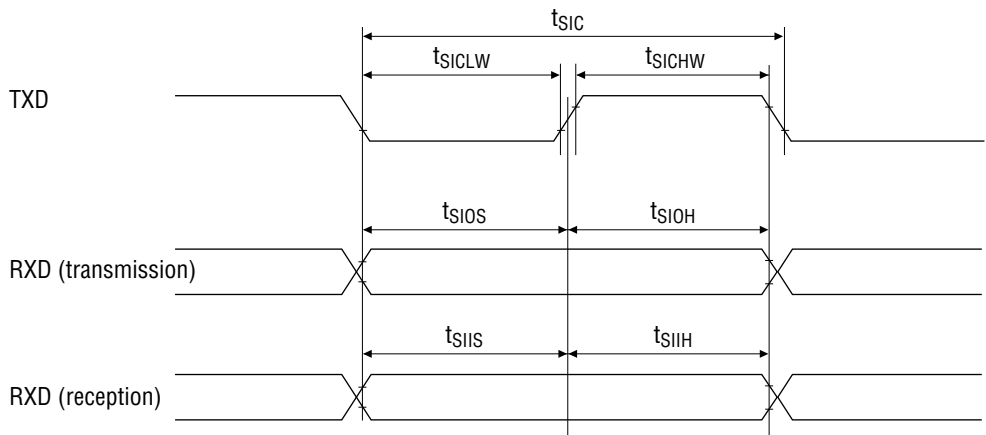 tSIC
tSICLW tSICHW
TXD
tSIOS tSIOH
RXD (transmission)
tSIIS tSIIH
RXD (reception)